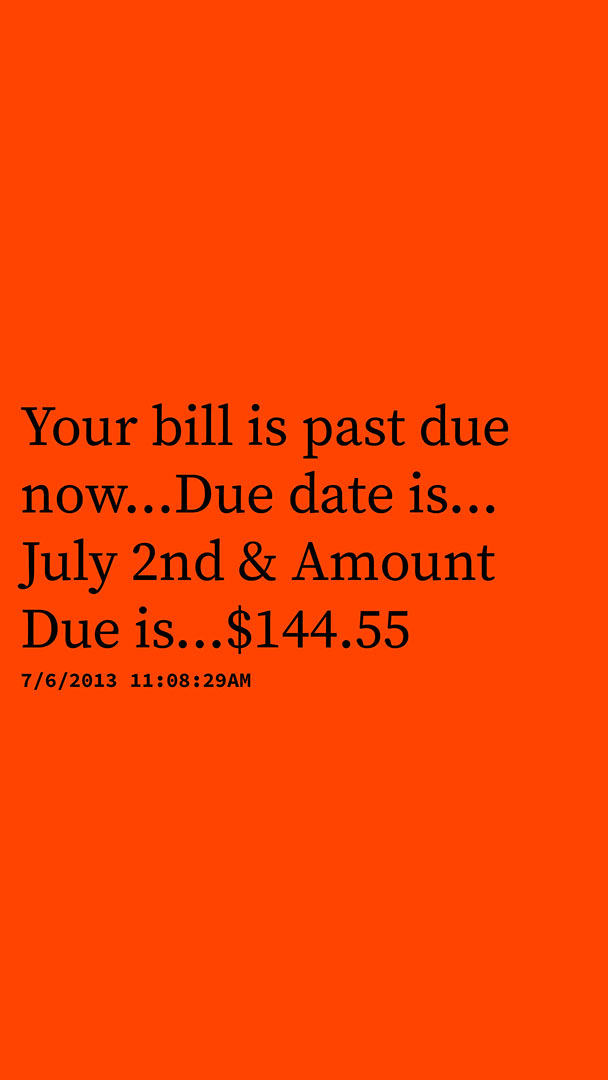 Your bill is past due
now...Due date is...
July 2nd & Amount
Due is...$144.55
7/6/2013 11:08:29AM